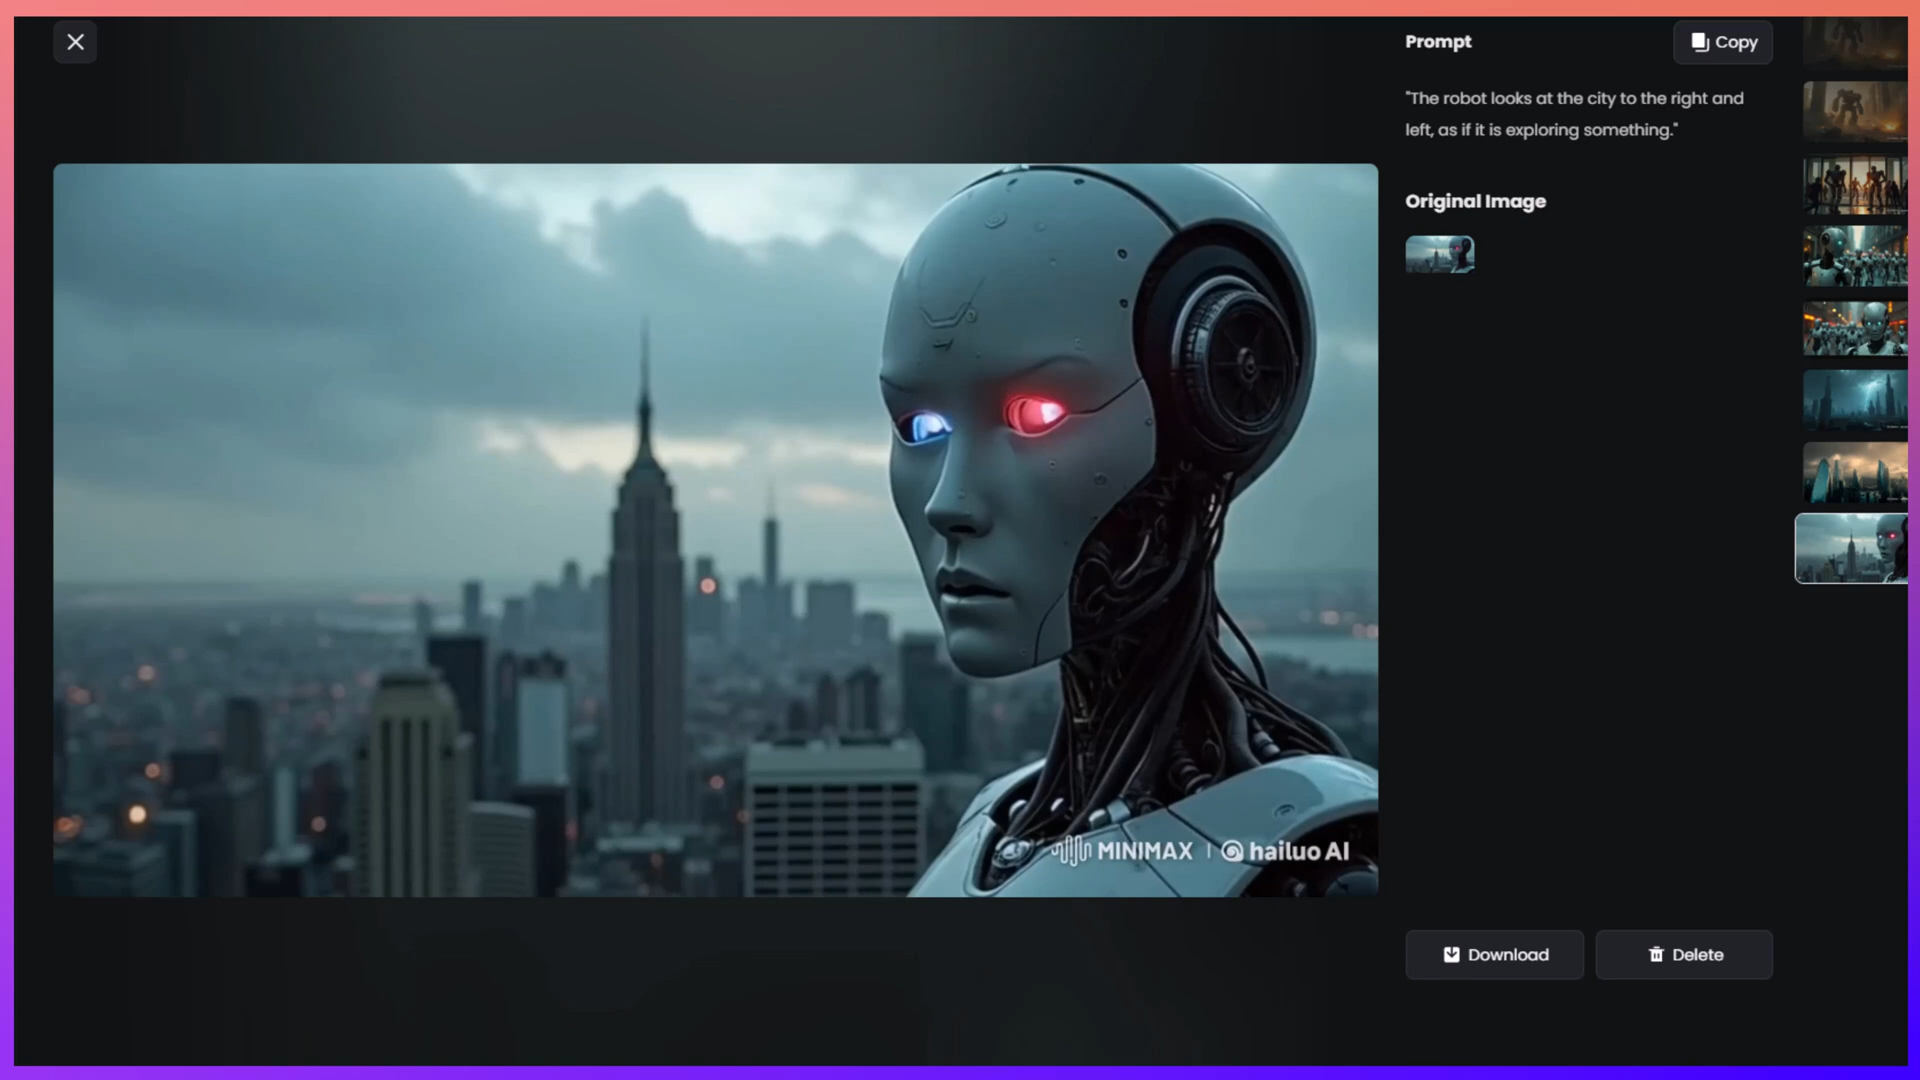 Prompt
Copy
"The robot looks at the city to the right and
left, as if it is exploring something."
Original Image
MINIMAX | hailuo AI
Download
Delete